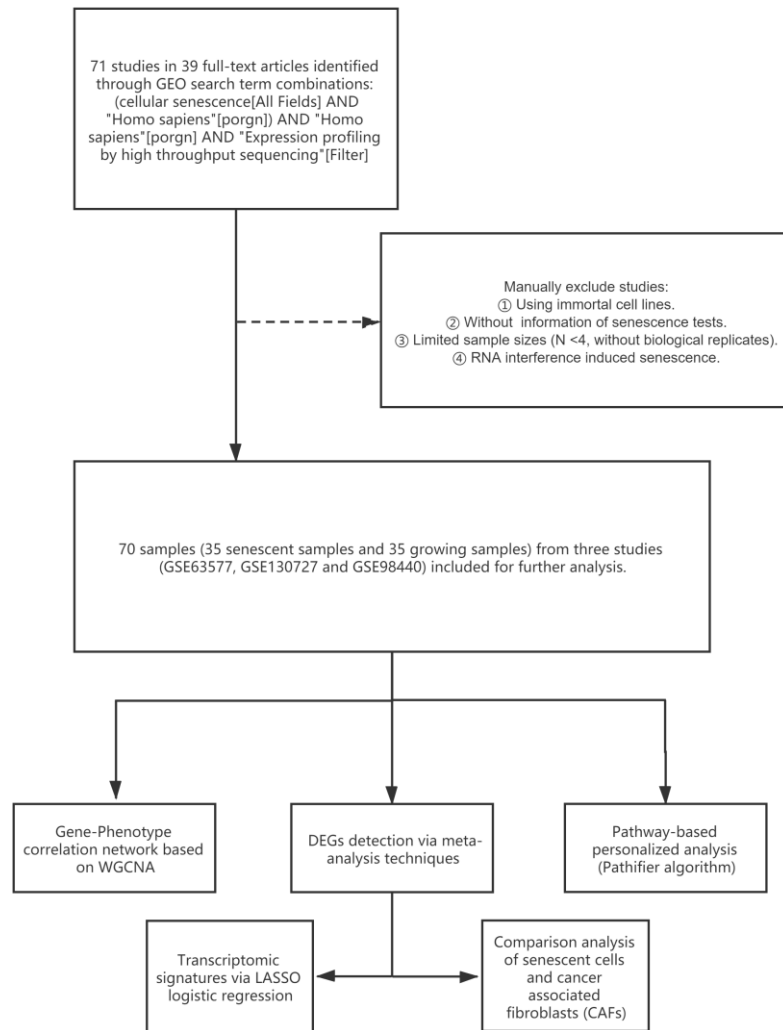 71 studies in 39 full-text articles identified
through GEO search term combinations:
(cellular senescence[All Fields] AND
"Homo sapiens"[porgn]) AND "Homo
sapiens"[porgn] AND "Expression profiling
by high throughput sequencing"[Filter]
Manually exclude studies:
① Using immortal cell lines.
② Without information of senescence tests.
③ Limited sample sizes (N <4, without biological replicates).
④ RNA interference induced senescence.
70 samples (35 senescent samples and 35 growing samples) from three studies
(GSE63577, GSE130727 and GSE98440) included for further analysis.
Gene-Phenotype
correlation network based
on WGCNA
DEGs detection via meta-
analysis techniques
Pathway-based
personalized analysis
(Pathifier algorithm)
Transcriptomic
signatures via LASSO
logistic regression
Comparison analysis
of senescent cells
and cancer
associated
fibroblasts (CAFs)